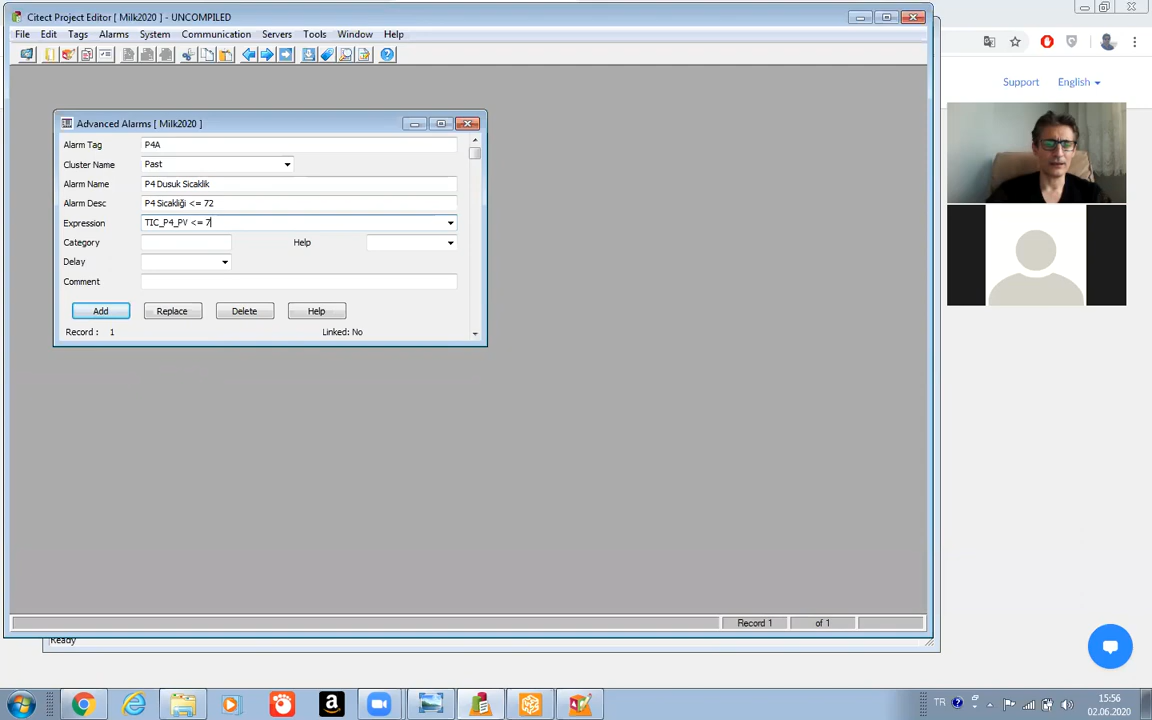 Citect Project Editor [ Milk2020 ] - UNCOMPILED
File Edit Tags Alarms System Communication Servers Tools Window Help
Support English
Advanced Alarms [ Milk2020 ]
Alarm Tag P4A
Cluster Name Past
Alarm Name P4 Dusuk Sicaklik
Alarm Desc P4 Sicakliği <= 72
Expression TIC_P4_PV <= 7
Category Help
Delay
Comment
Add Replace Delete Help
Record : 1 Linked: No
Record 1 of 1
Ready
TR 15:56
02.06.2020